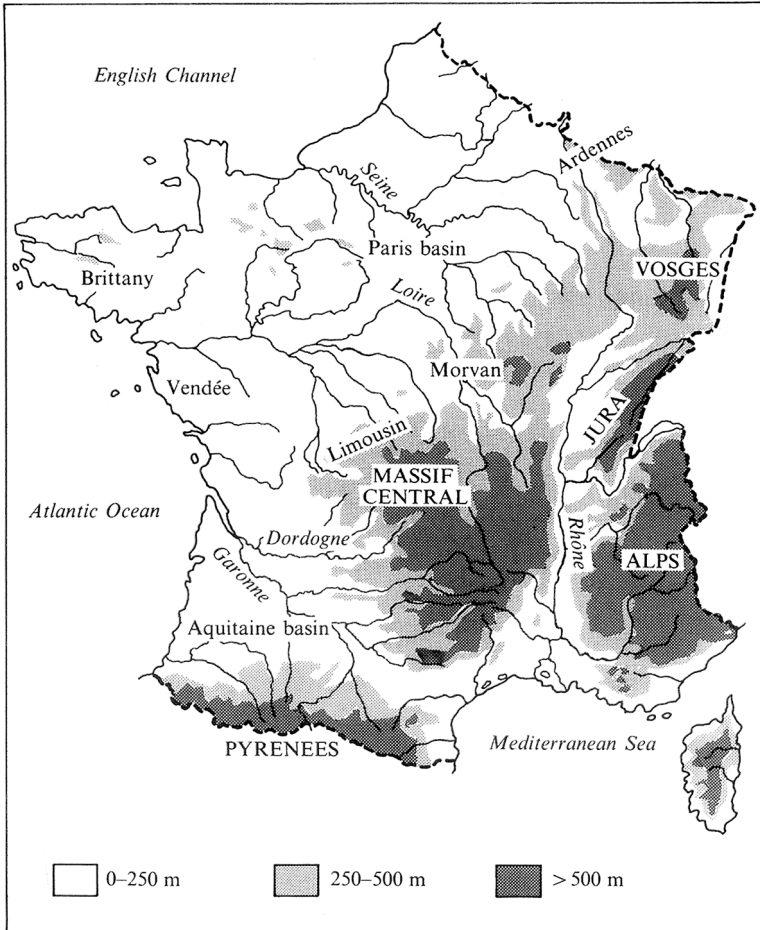 English Channel
Ardennes
Seine
Paris basin
VOSGES
Brittany
Loire
Morvan
Vendée
JURA
Limousin
MASSIF
CENTRAL
Atlantic Ocean
Dordogne
Rhône
ALPS
Garonne
Aquitaine basin
PYRENEES
Mediterranean Sea
0–250 m
250–500 m
> 500 m